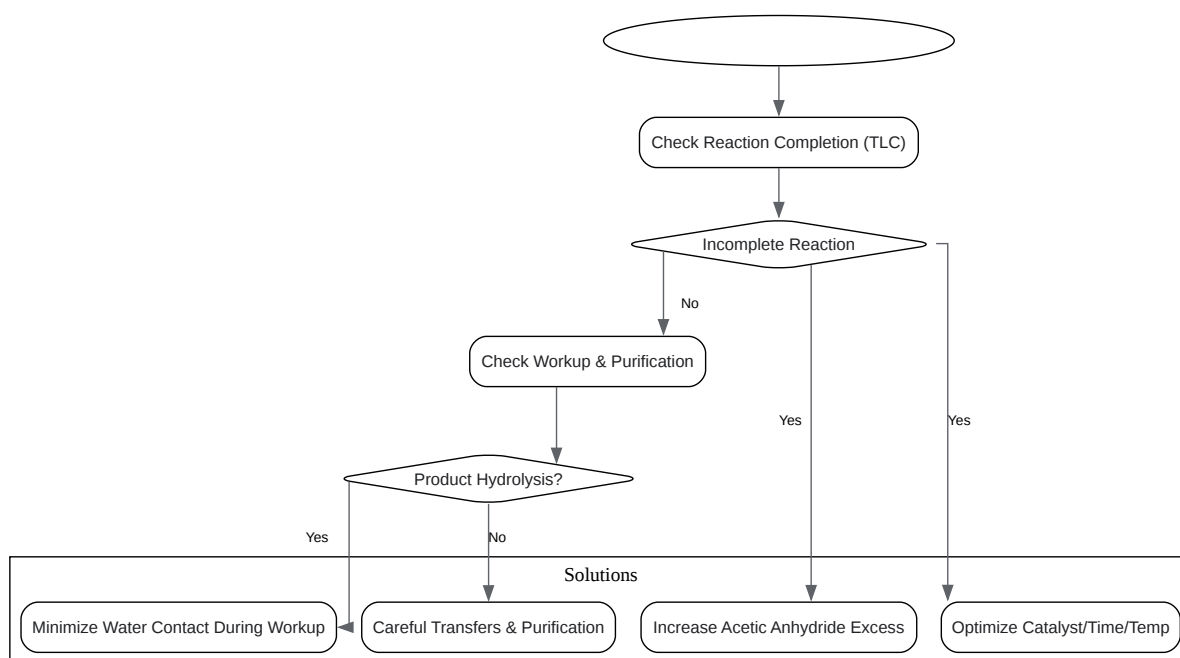 Check Reaction Completion (TLC)
Incomplete Reaction
No
Check Workup & Purification
Yes
Yes
Product Hydrolysis?
Yes
No
Solutions
Minimize Water Contact During Workup
Careful Transfers & Purification
Increase Acetic Anhydride Excess
Optimize Catalyst/Time/Temp